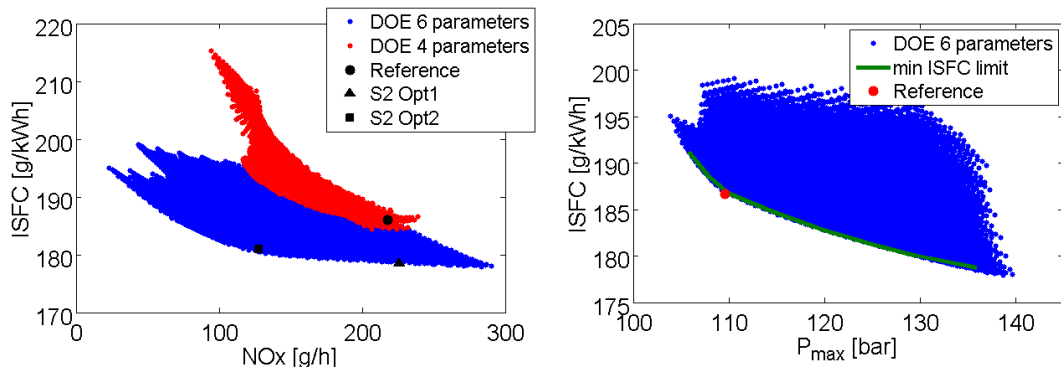 220
210
200
190
180
170
ISFC [g/kWh]
DOE 6 parameters
DOE 4 parameters
Reference
S2 Opt1
S2 Opt2
0 100 200 300
NOx [g/h]
205
200
195
190
185
180
175
ISFC [g/kWh]
DOE 6 parameters
min ISFC limit
Reference
100 110 120 130 140
Pmax [bar]